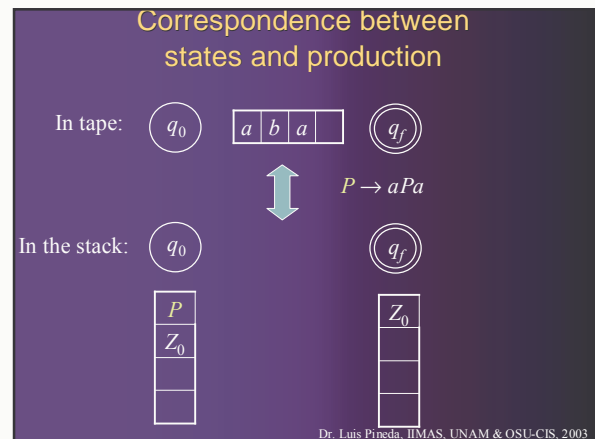 Correspondence between
states and production
In tape: q0 a b a qf
P → aPa
In the stack: q0 qf
P Z0
Z0
Dr. Luis Pineda, IIMAS, UNAM & OSU-CIS, 2003